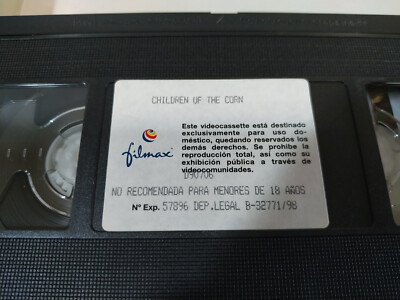 CHILDREN OF THE CORN
filmax
Este videocassette está destinado
exclusivamente para uso do-
méstico, quedando reservados los
demás derechos. Se prohibe la
reproducción total, así como su
exhibición pública a través de
videocomunidades.
D90706
NO RECOMENDADA PARA MENORES DE 18 AÑOS
Nº Exp. 57896 DEP.LEGAL B-32771/98